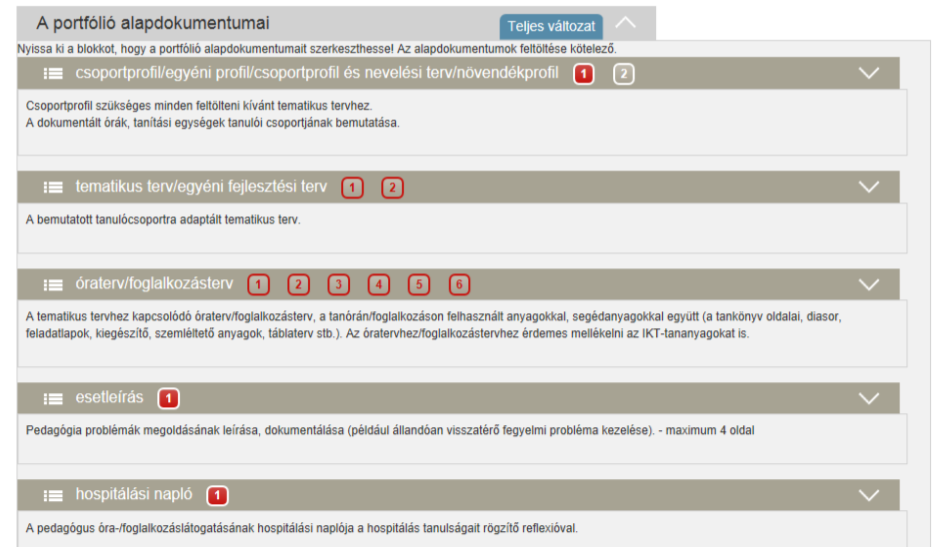 A portfólió alapdokumentumai Teljes változat
Nyissa ki a blokkot, hogy a portfólió alapdokumentumait szerkeszthesse! Az alapdokumentumok feltöltése kötelező.
csoportprofil/egyéni profil/csoportprofil és nevelési terv/növendékprofil 1 2
Csoportprofil szükséges minden feltölteni kívánt tematikus tervhez.
A dokumentált órák, tanítási egységek tanulói csoportjának bemutatása.
tematikus terv/egyéni fejlesztési terv 1 2
A bemutatott tanulócsoportra adaptált tematikus terv.
óraterv/foglalkozásterv 1 2 3 4 5 6
A tematikus tervhez kapcsolódó óraterv/foglalkozásterv, a tanórán/foglalkozáson felhasznált anyagokkal, segédanyagokkal együtt (a tankönyv oldalai, diasor,
feladatlapok, kiegészítő, szemléltető anyagok, táblaterv stb.). Az óratervhez/foglalkozástervhez érdemes mellékelni az IKT-tananyagokat is.
esetleírás 1
Pedagógia problémák megoldásának leírása, dokumentálása (például állandóan visszatérő fegyelmi probléma kezelése). - maximum 4 oldal
hospitálási napló 1
A pedagógus óra-/foglalkozáslátogatásának hospitálási naplója a hospitálás tanulságait rögzítő reflexióval.